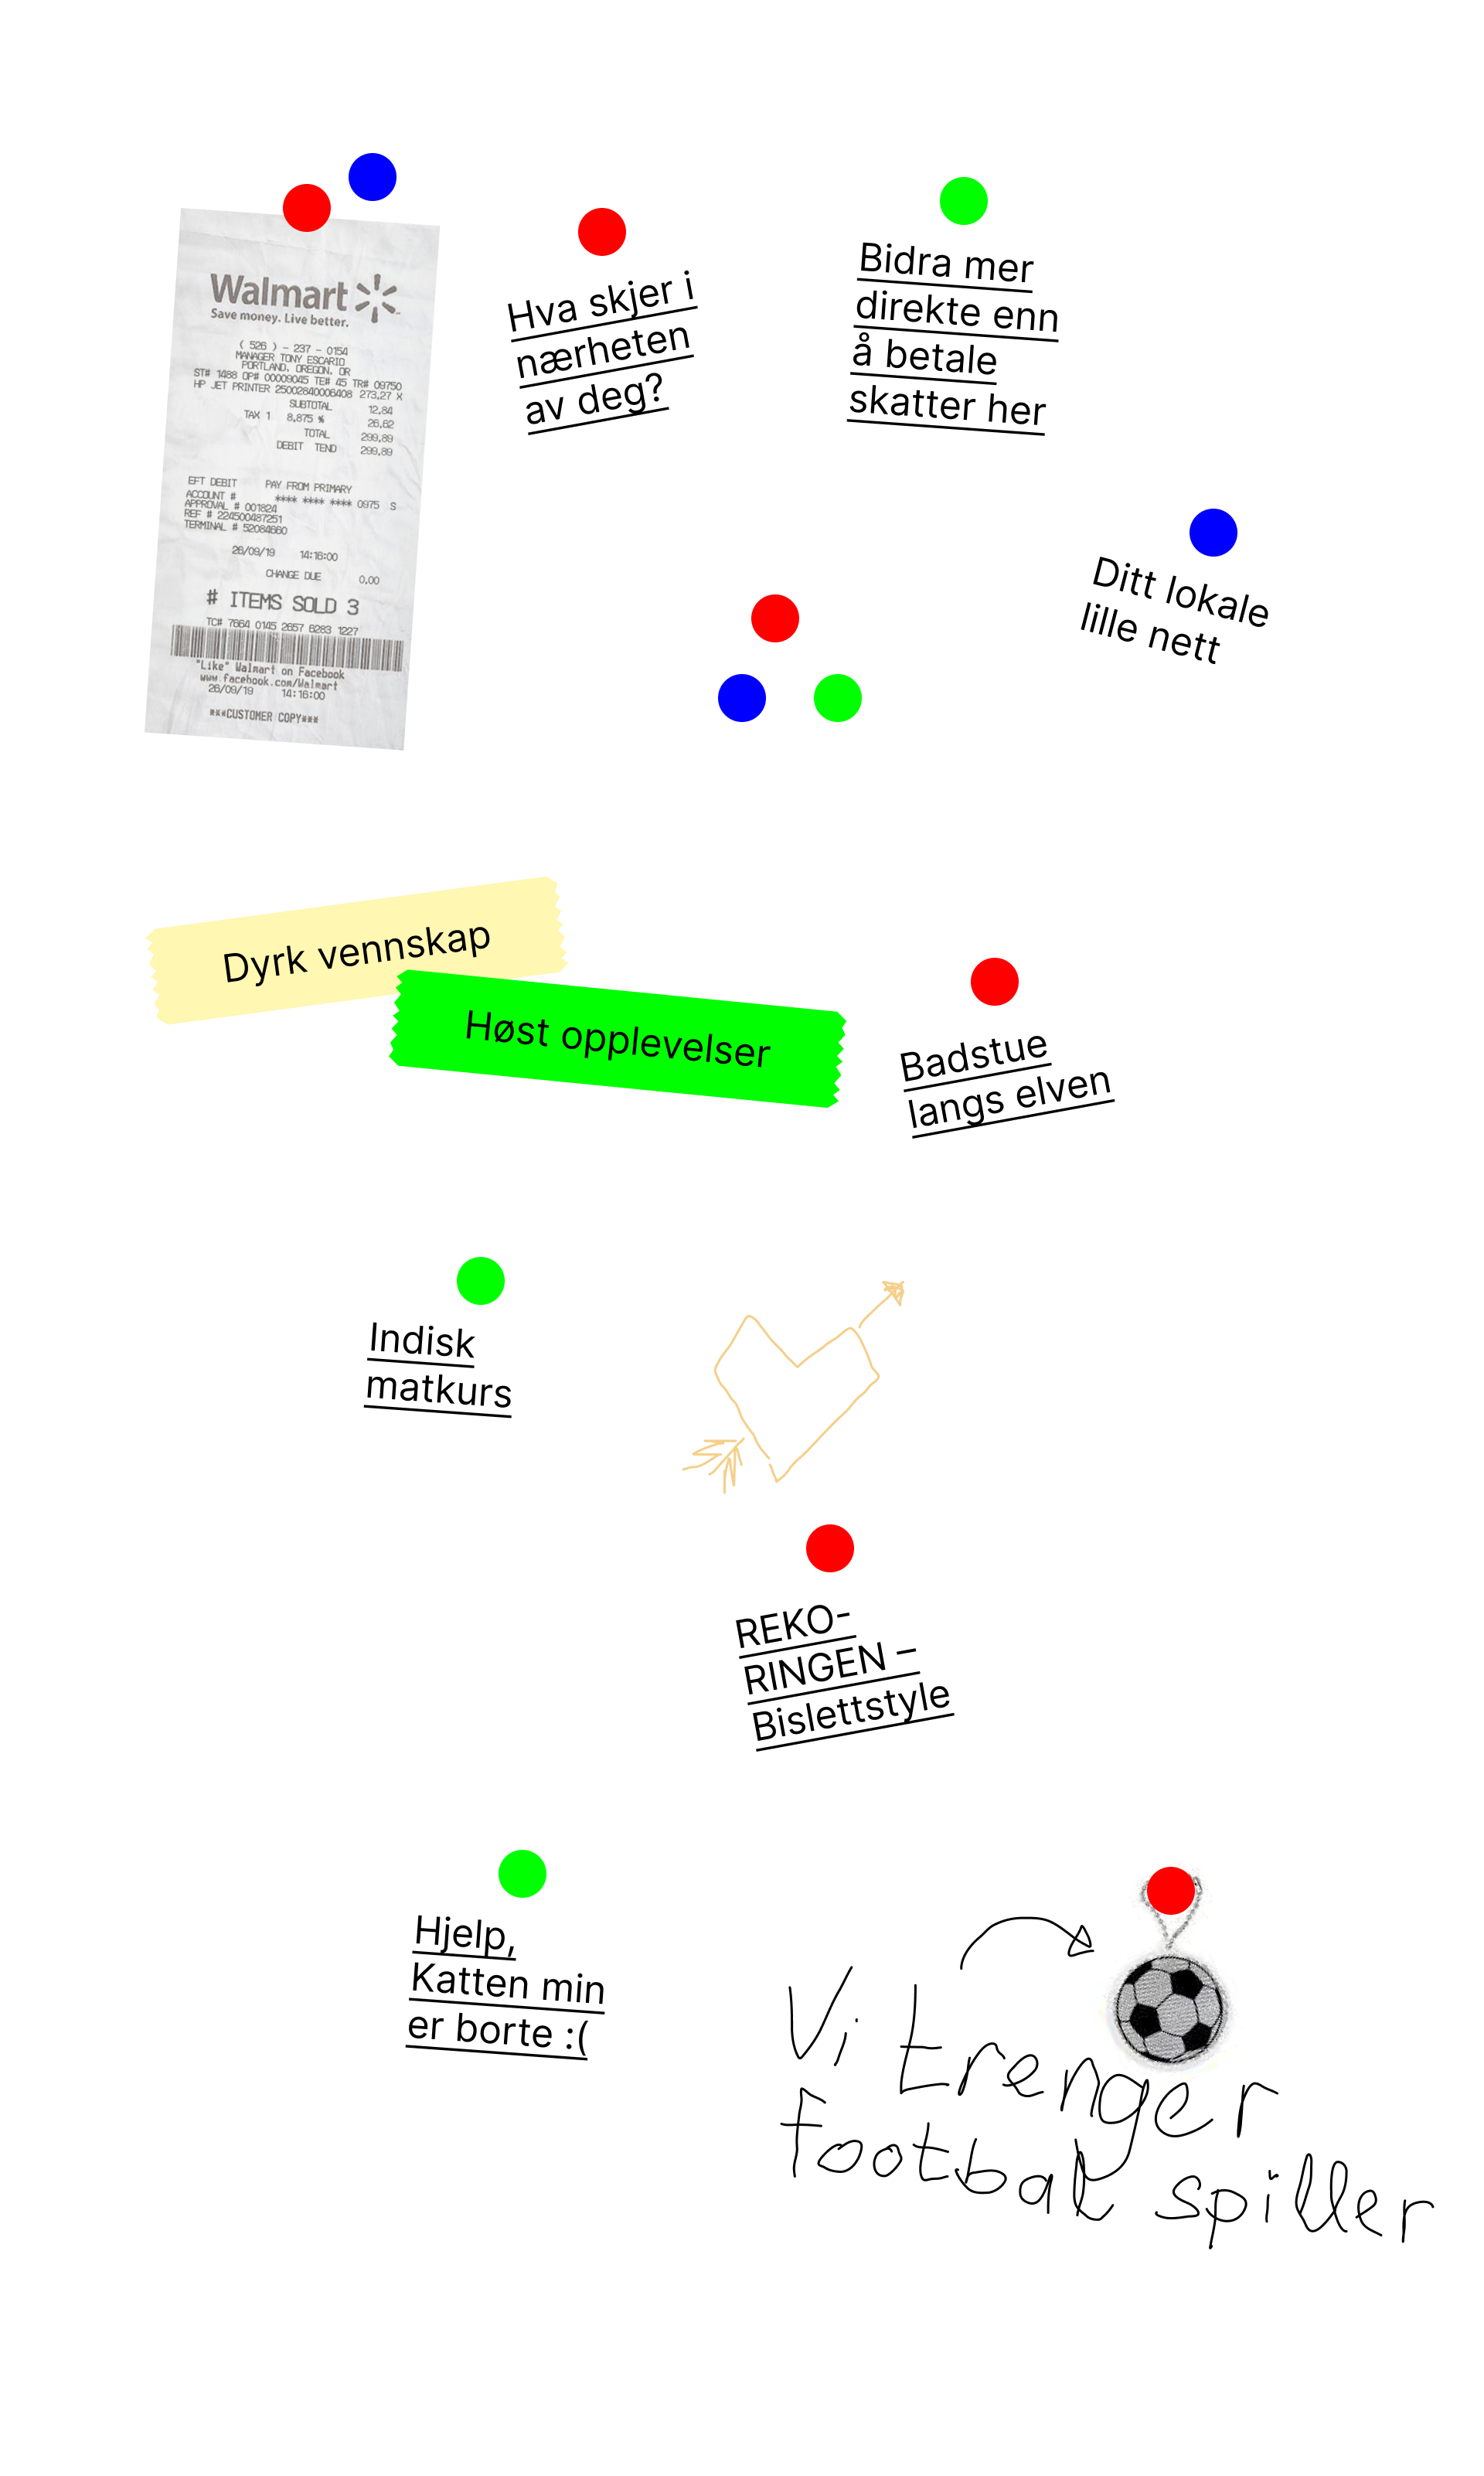 Walmart
Save money. Live better.
( 526 ) - 237 - 0154
MANAGER TONY ESCARIO
PORTLAND, OREGON, OR
ST# 1488 OP# 00009045 TE# 45 TR# 09750
HP JET PRINTER 25002840006408 273.27 X
SUBTOTAL 12.84
TAX 1 8.875 % 26.62
TOTAL 299.89
DEBIT TEND 299.89
EFT DEBIT PAY FROM PRIMARY
ACCOUNT # **** **** **** 0975 S
APPROVAL # 001824
REF # 224500487251
TERMINAL # 52084660
26/09/19 14:16:00
CHANGE DUE 0.00
# ITEMS SOLD 3
TC# 7664 0145 2657 6283 1227
"Like" Walmart on Facebook
www.facebook.com/Walmart
26/09/19 14:16:00
***CUSTOMER COPY***
Hva skjer i
nærheten
av deg?
Bidra mer
direkte enn
å betale
skatter her
Ditt lokale
lille nett
Dyrk vennskap
Høst opplevelser
Badstue
langs elven
Indisk
matkurs
REKO-
RINGEN –
Bislettstyle
Hjelp,
Katten min
er borte :(
Vi trenger
footbal spiller